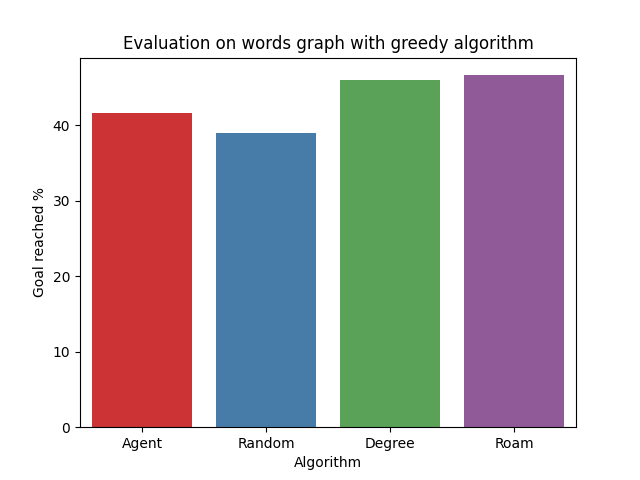 Evaluation on words graph with greedy algorithm
Goal reached %
40
30
20
10
0
Agent Random Degree Roam
Algorithm